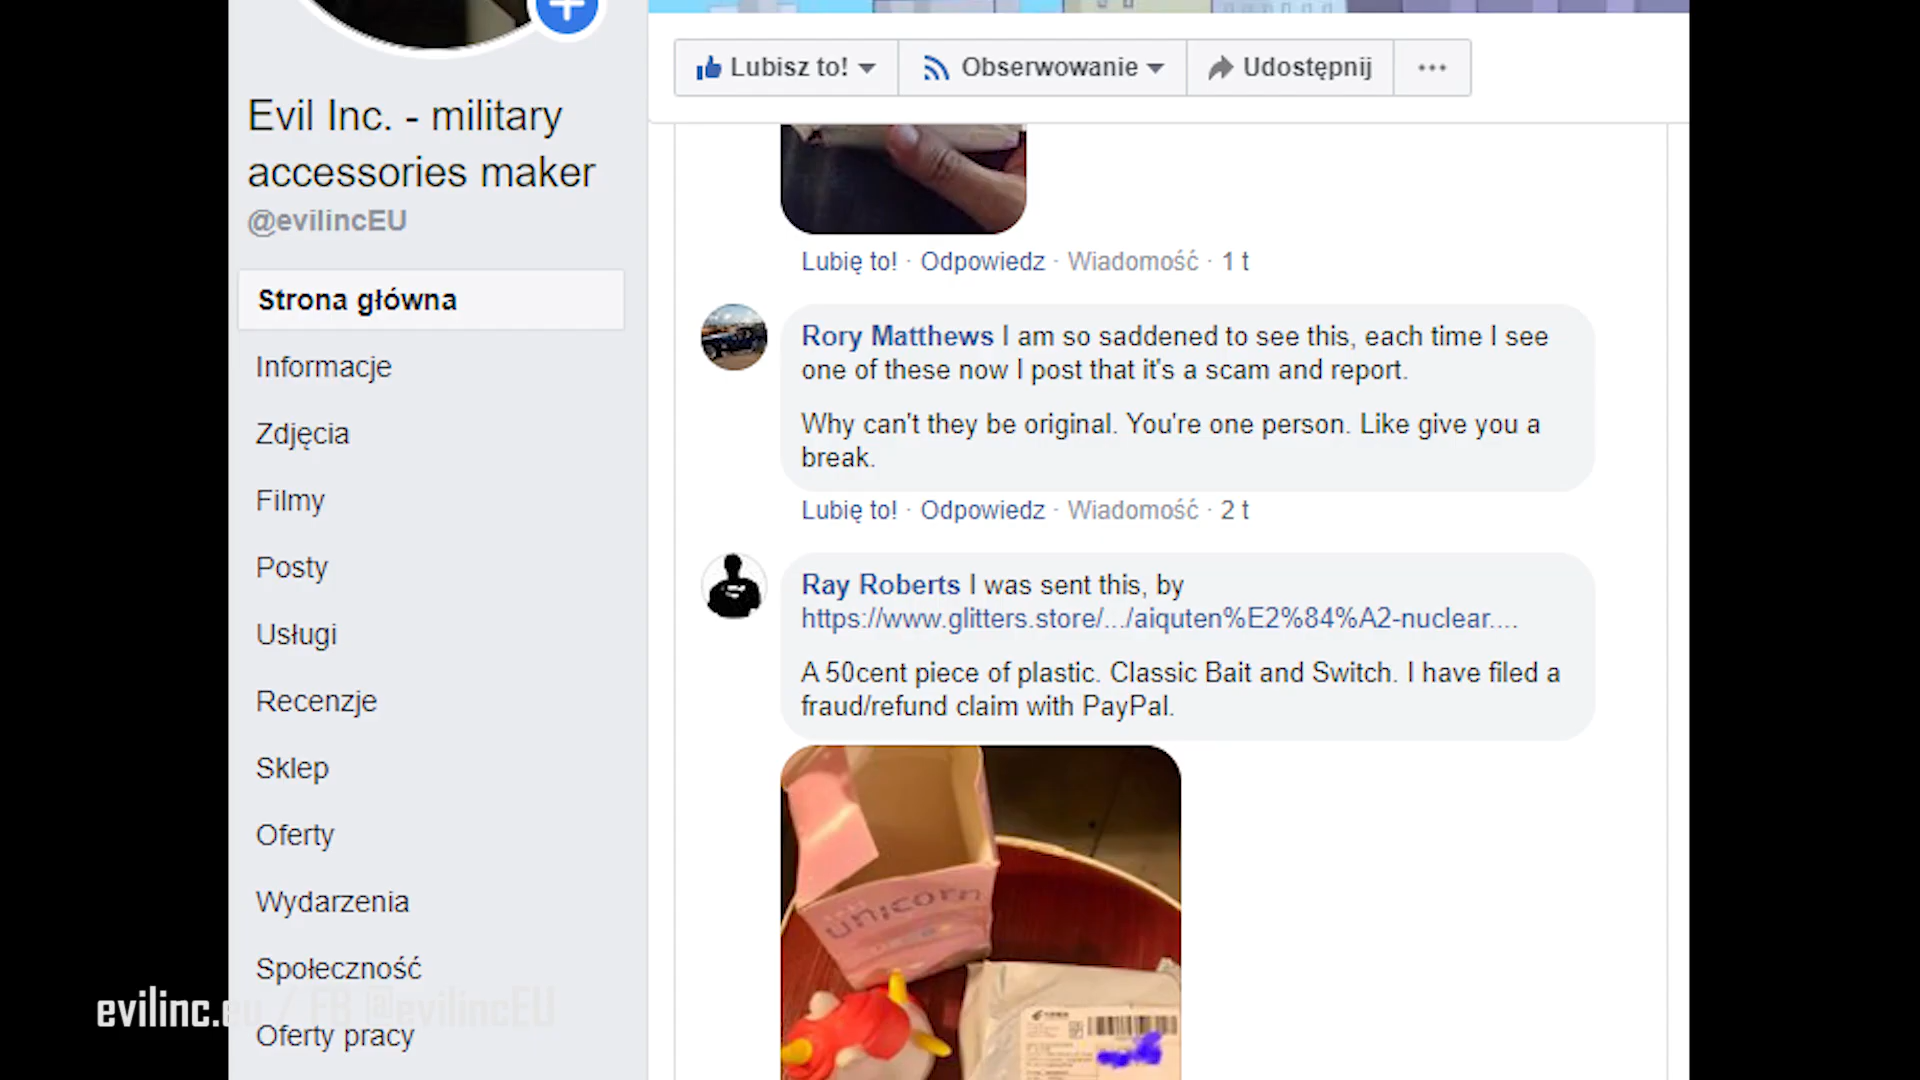 Evil Inc. - military
accessories maker
@evilincEU
Strona główna
Informacje
Zdjęcia
Filmy
Posty
Usługi
Recenzje
Sklep
Oferty
Wydarzenia
Społeczność
Oferty pracy
Lubisz to!
Obserwowanie
Udostępnij
Lubię to! · Odpowiedz · Wiadomość · 1 t
Rory Matthews I am so saddened to see this, each time I see
one of these now I post that it's a scam and report.
Why can't they be original. You're one person. Like give you a
break.
Lubię to! · Odpowiedz · Wiadomość · 2 t
Ray Roberts I was sent this, by
https://www.glitters.store/.../aiquten%E2%84%A2-nuclear....
A 50cent piece of plastic. Classic Bait and Switch. I have filed a
fraud/refund claim with PayPal.
unicorn
evilinc.eu / FB @evilincEU